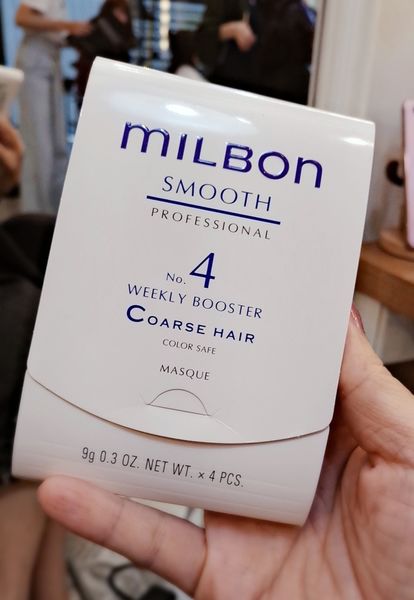 MILBON
SMOOTH
PROFESSIONAL
No. 4
WEEKLY BOOSTER
COARSE HAIR
COLOR SAFE
MASQUE
9g 0.3 OZ. NET WT. × 4 PCS.